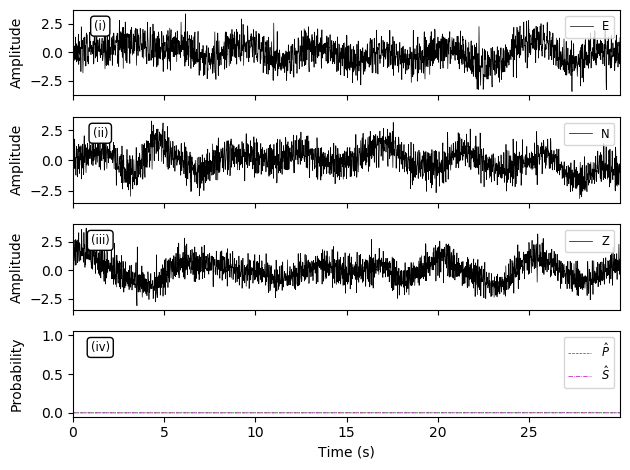 Amplitude
2.5
0.0
−2.5
(i)
E
Amplitude
2.5
0.0
−2.5
(ii)
N
Amplitude
2.5
0.0
−2.5
(iii)
Z
Probability
1.0
0.5
0.0
(iv)
P̂
Ŝ
0 5 10 15 20 25
Time (s)